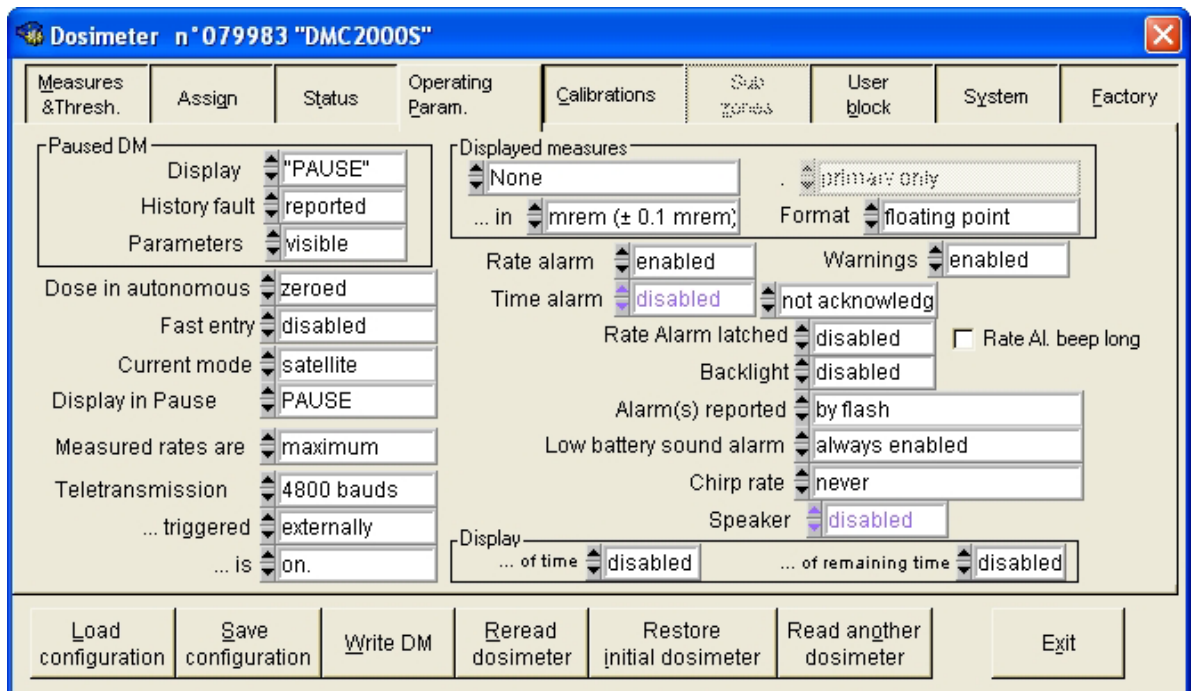 Dosimeter n°079983 "DMC2000S"
Measures &Thresh.
Assign
Status
Operating Param.
Calibrations
Sub zones
User block
System
Factory
Paused DM
Display "PAUSE"
History fault reported
Parameters visible
Dose in autonomous zeroed
Fast entry disabled
Current mode satellite
Display in Pause PAUSE
Measured rates are maximum
Teletransmission 4800 bauds
... triggered externally
... is on.
Displayed measures
None . primary only
... in mrem (± 0.1 mrem) Format floating point
Rate alarm enabled Warnings enabled
Time alarm disabled not acknowledg
Rate Alarm latched disabled Rate Al. beep long
Backlight disabled
Alarm(s) reported by flash
Low battery sound alarm always enabled
Chirp rate never
Speaker disabled
Display
... of time disabled ... of remaining time disabled
Load configuration
Save configuration
Write DM
Reread dosimeter
Restore initial dosimeter
Read another dosimeter
Exit